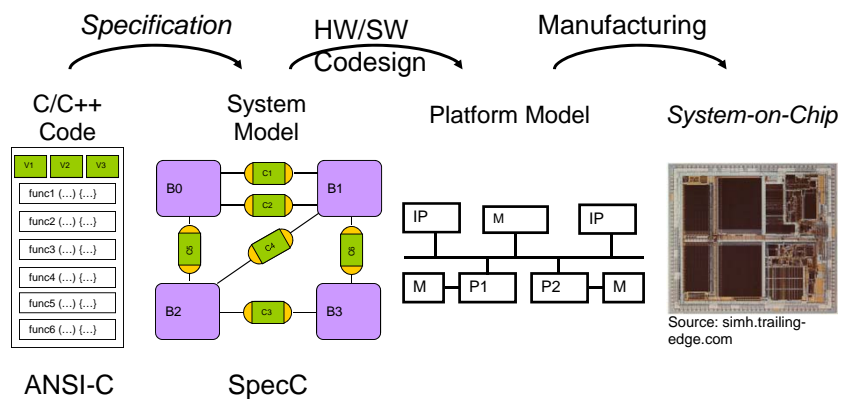 Specification
HW/SW
Codesign
Manufacturing
C/C++
Code
System
Model
Platform Model
System-on-Chip
V1 V2 V3
func1 (...) {...}
func2 (...) {...}
func3 (...) {...}
func4 (...) {...}
func5 (...) {...}
func6 (...) {...}
B0
C1
B1
C2
C5
C4
C6
B2
C3
B3
IP M IP
M P1 P2 M
Source: simh.trailing-
edge.com
ANSI-C
SpecC